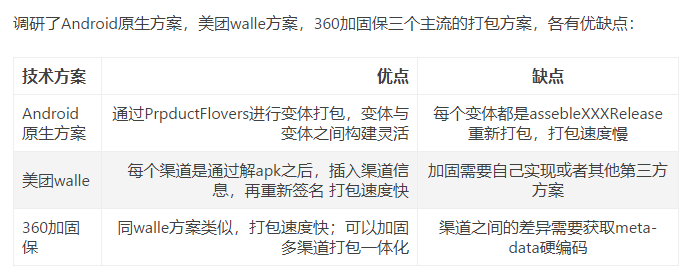 调研了Android原生方案，美团walle方案，360加固保三个主流的打包方案，各有优缺点：
技术方案 优点 缺点
Android原生方案
通过PrpductFlovers进行变体打包，变体与
变体之间构建灵活
每个变体都是assebleXXXRelease
重新打包，打包速度慢
美团walle
每个渠道是通过解apk之后，插入渠道信
息，再重新签名 打包速度快
加固需要自己实现或者其他第三方
方案
360加固
保
同walle方案类似，打包速度快；可以加固
多渠道打包一体化
渠道之间的差异需要获取meta-
data硬编码